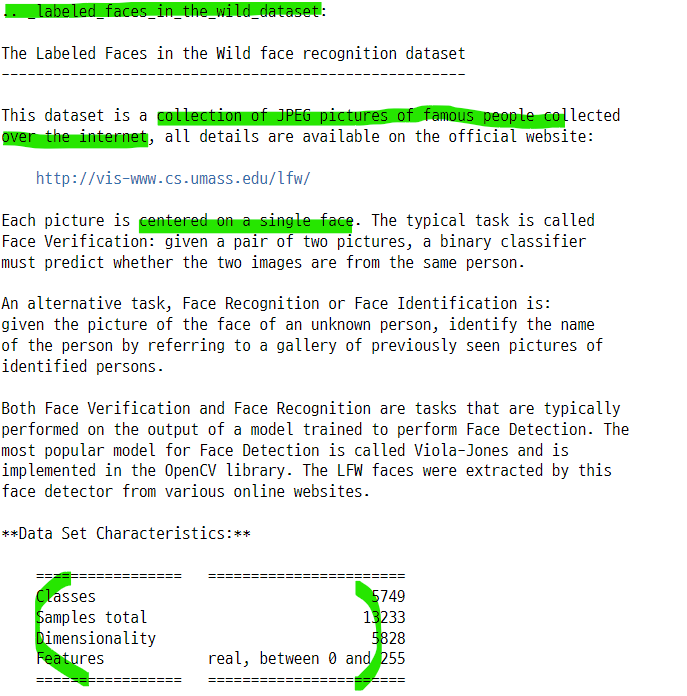 .. _labeled_faces_in_the_wild_dataset:
The Labeled Faces in the Wild face recognition dataset
------------------------------------------------------
This dataset is a collection of JPEG pictures of famous people collected
over the internet, all details are available on the official website:
http://vis-www.cs.umass.edu/lfw/
Each picture is centered on a single face. The typical task is called
Face Verification: given a pair of two pictures, a binary classifier
must predict whether the two images are from the same person.
An alternative task, Face Recognition or Face Identification is:
given the picture of the face of an unknown person, identify the name
of the person by referring to a gallery of previously seen pictures of
identified persons.
Both Face Verification and Face Recognition are tasks that are typically
performed on the output of a model trained to perform Face Detection. The
most popular model for Face Detection is called Viola-Jones and is
implemented in the OpenCV library. The LFW faces were extracted by this
face detector from various online websites.
**Data Set Characteristics:**
================= =======================
Classes 5749
Samples total 13233
Dimensionality 5828
Features real, between 0 and 255
================= =======================